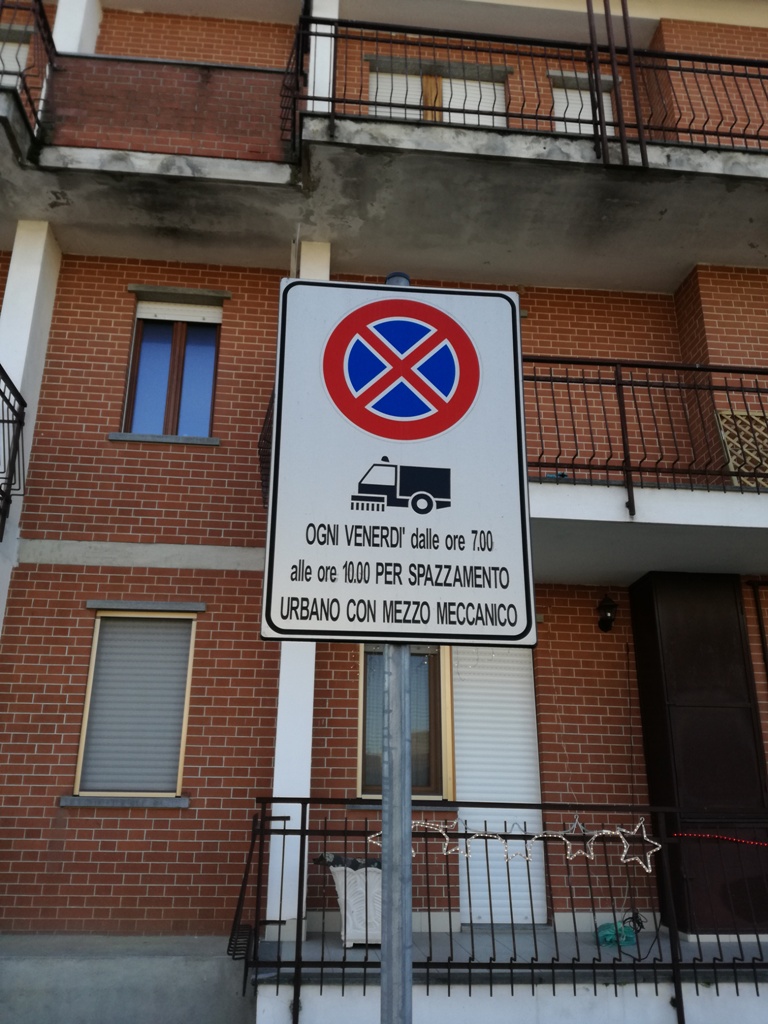 OGNI VENERDI' dalle ore 7.00
alle ore 10.00 PER SPAZZAMENTO
URBANO CON MEZZO MECCANICO